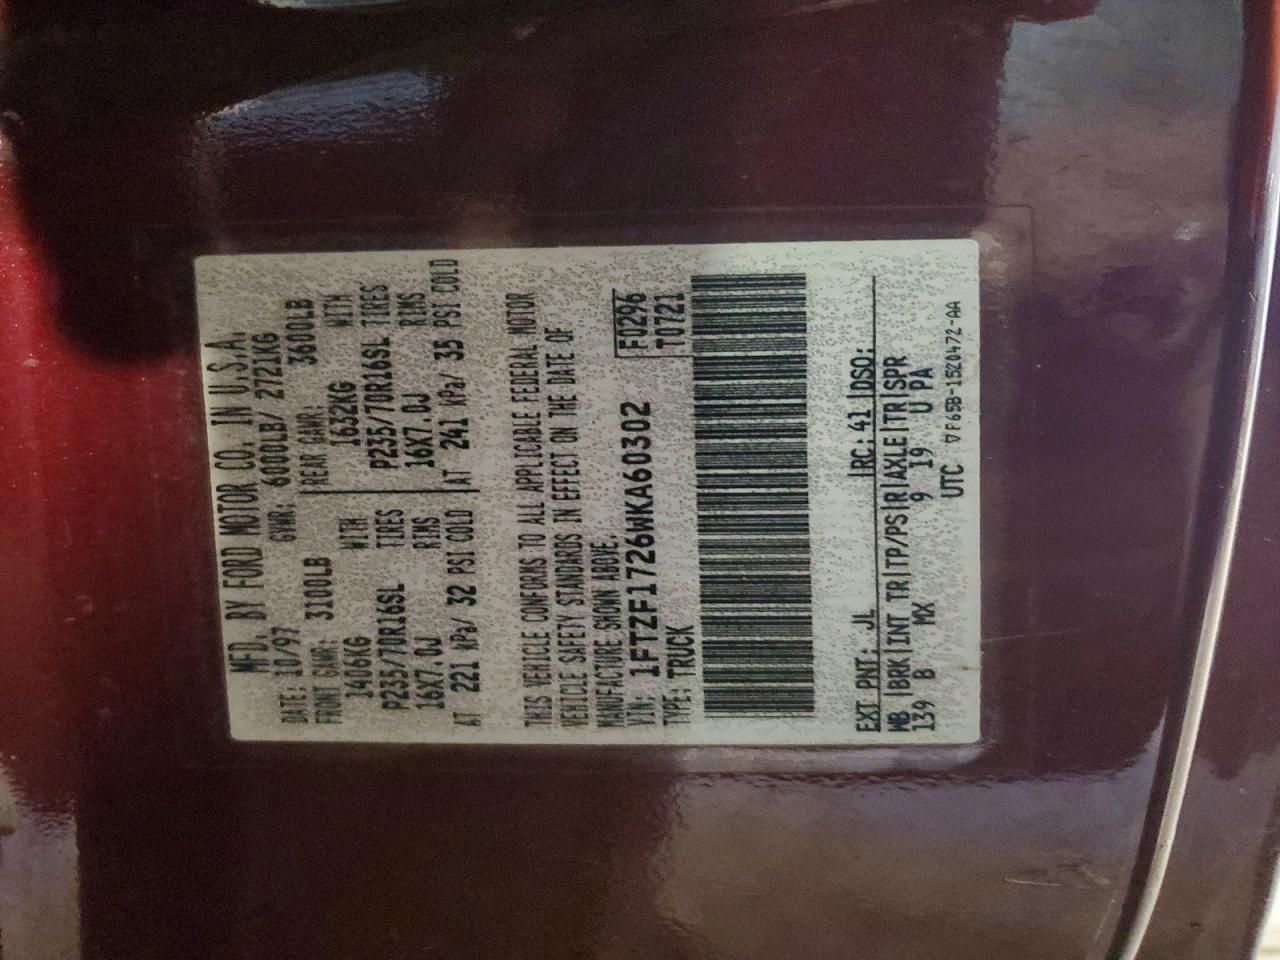 MFD. BY FORD MOTOR CO. IN U.S.A.
DATE: 10/97 GVWR: 6000LB/ 2721KG
FRONT GAWR: 3100LB REAR GAWR: 3600LB
1406KG WITH 1632KG WITH
P235/70R16SL TIRES P235/70R16SL TIRES
16X7.0J RIMS 16X7.0J RIMS
AT 221 kPa/ 32 PSI COLD AT 241 kPa/ 35 PSI COLD
THIS VEHICLE CONFORMS TO ALL APPLICABLE FEDERAL MOTOR
VEHICLE SAFETY STANDARDS IN EFFECT ON THE DATE OF
MANUFACTURE SHOWN ABOVE.
VIN: 1FTZF1726WKA60302 F0296
TYPE: TRUCK T0721
EXT PNT: JL RC: 41 DSO:
WB BRK INT TR TP/PS R AXLE TR SPR
139 B MX 9 19 U PA
UTC F65B-1520472-AA